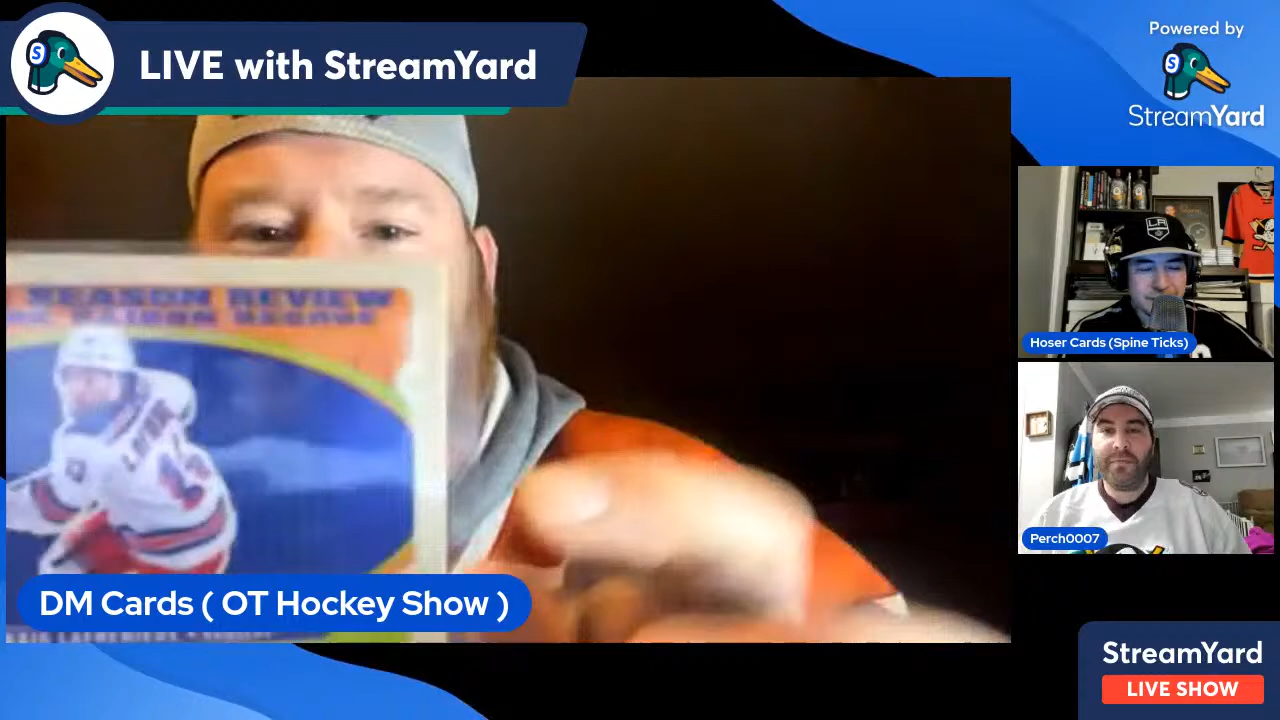 LIVE with StreamYard
Powered by
StreamYard
SEASON REVIEW
LA
Hoser Cards (Spine Ticks)
Perch0007
DM Cards ( OT Hockey Show )
StreamYard
LIVE SHOW